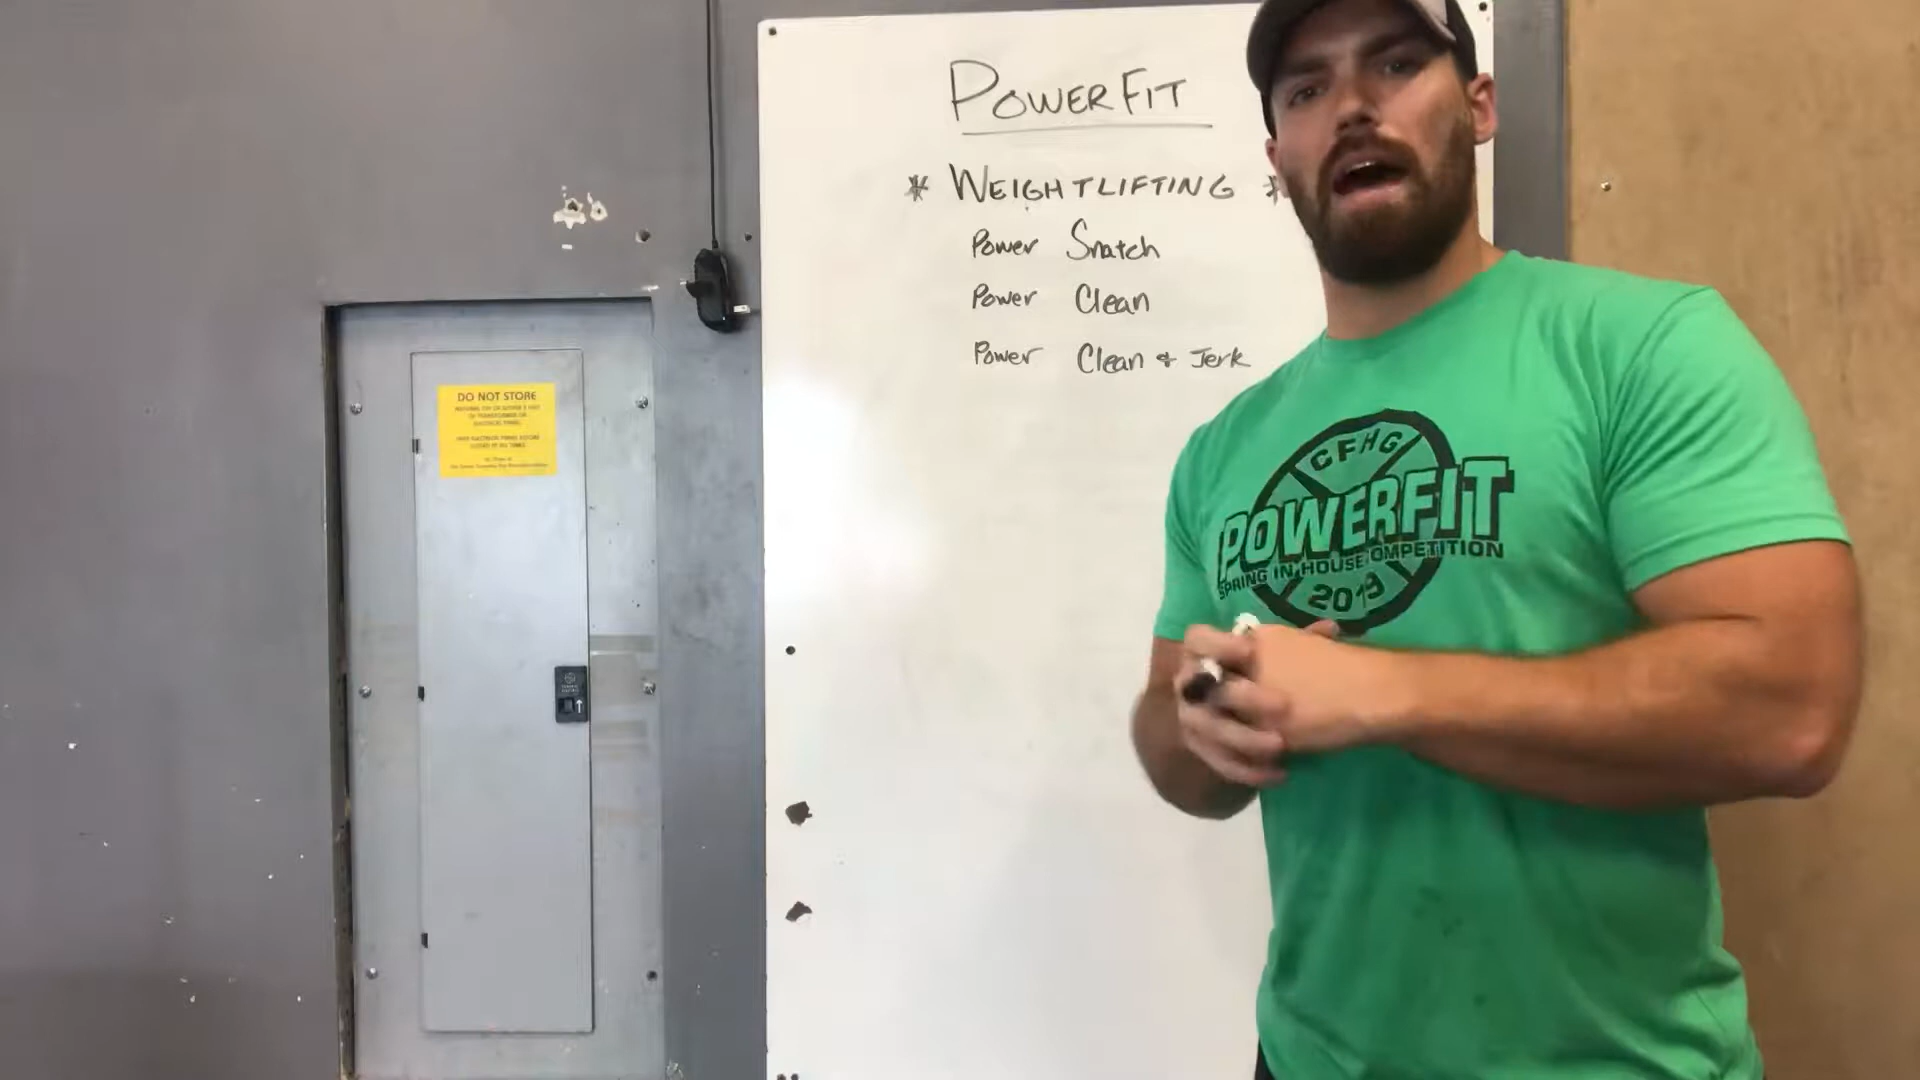 POWERFIT
* WEIGHTLIFTING *
Power Snatch
Power Clean
Power Clean & Jerk
DO NOT STORE
CFHG
POWERFIT
SPRING IN HOUSE COMPETITION
2019